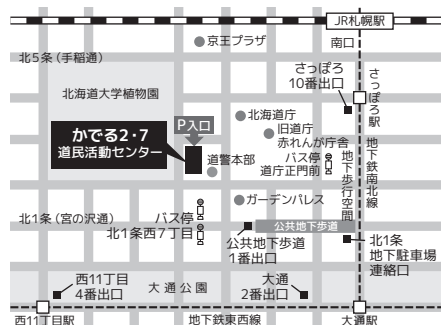 JR札幌駅
南口
京王プラザ
北5条（手稲通）
さっぽろ
10番出口
さっぽろ駅
北海道大学植物園
P入口
北海道庁
旧道庁
赤れんが庁舎
かでる2・7
道民活動センター
道警本部
バス停
道庁正門前
地下歩行空間
地下鉄南北線
ガーデンパレス
北1条（宮の沢通）
バス停
北1条西7丁目
公共地下歩道
公共地下歩道
1番出口
北1条
地下駐車場
連絡口
西11丁目
4番出口
大通公園
大通
2番出口
西11丁目駅
地下鉄東西線
大通駅